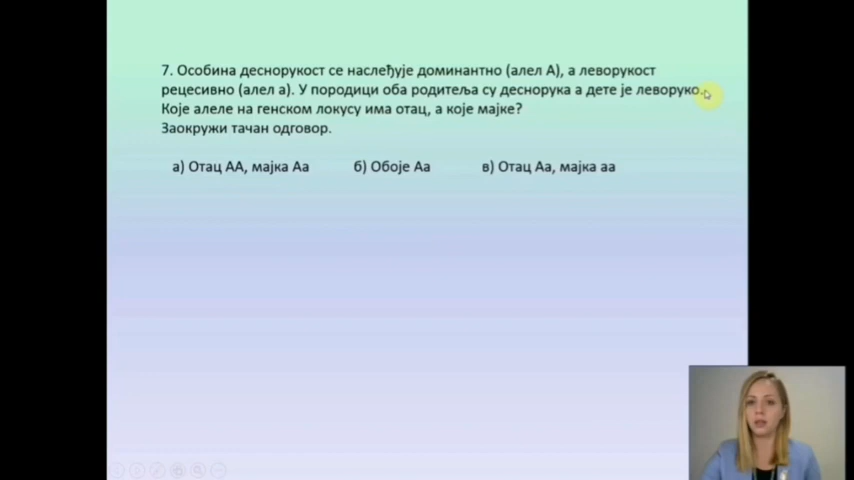 7. Особина деснорукост се наслеђује доминантно (алел А), а леворукост
рецесивно (алел а). У породици оба родитеља су деснорука а дете је леворуко.
Које алеле на генском локусу има отац, а које мајке?
Заокружи тачан одговор.
а) Отац АА, мајка Аа б) Обоје Аа в) Отац Аа, мајка аа